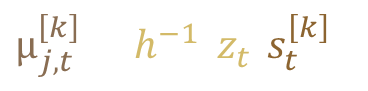 μ_{j,t}^{[k]} h^{-1} z_t s_t^{[k]}